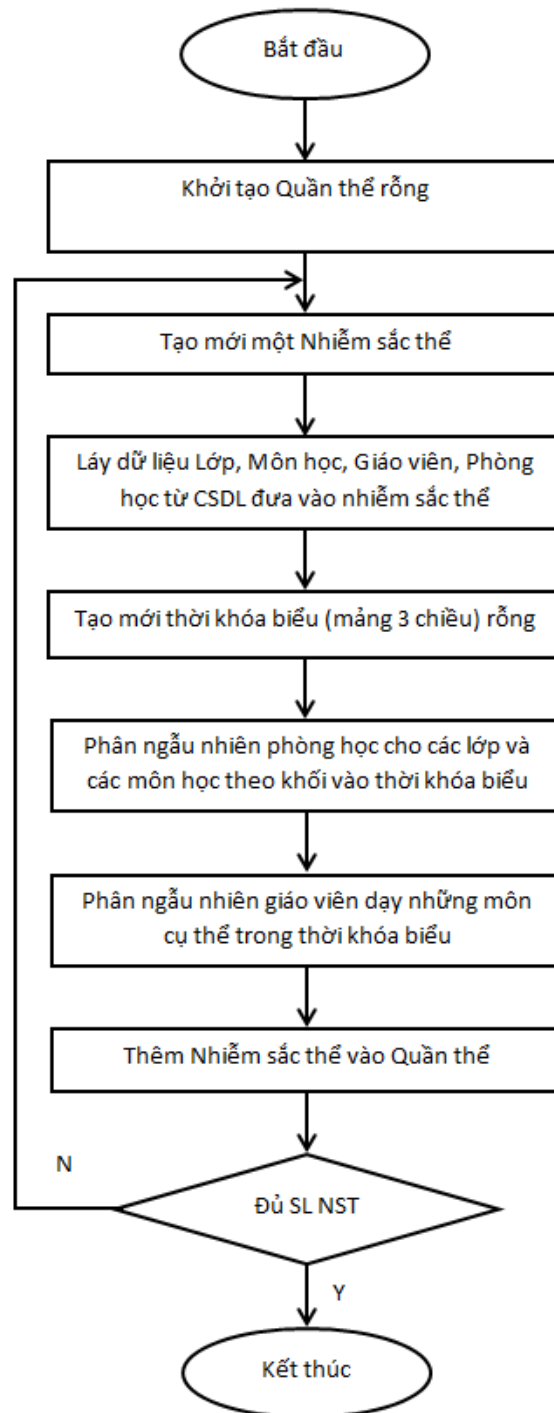 Bắt đầu
Khởi tạo Quần thể rỗng
Tạo mới một Nhiễm sắc thể
Láy dữ liệu Lớp, Môn học, Giáo viên, Phòng
học từ CSDL đưa vào nhiễm sắc thể
Tạo mới thời khóa biểu (mảng 3 chiều) rỗng
Phân ngẫu nhiên phòng học cho các lớp và
các môn học theo khối vào thời khóa biểu
Phân ngẫu nhiên giáo viên dạy những môn
cụ thể trong thời khóa biểu
Thêm Nhiễm sắc thể vào Quần thể
N
Đủ SL NST
Y
Kết thúc